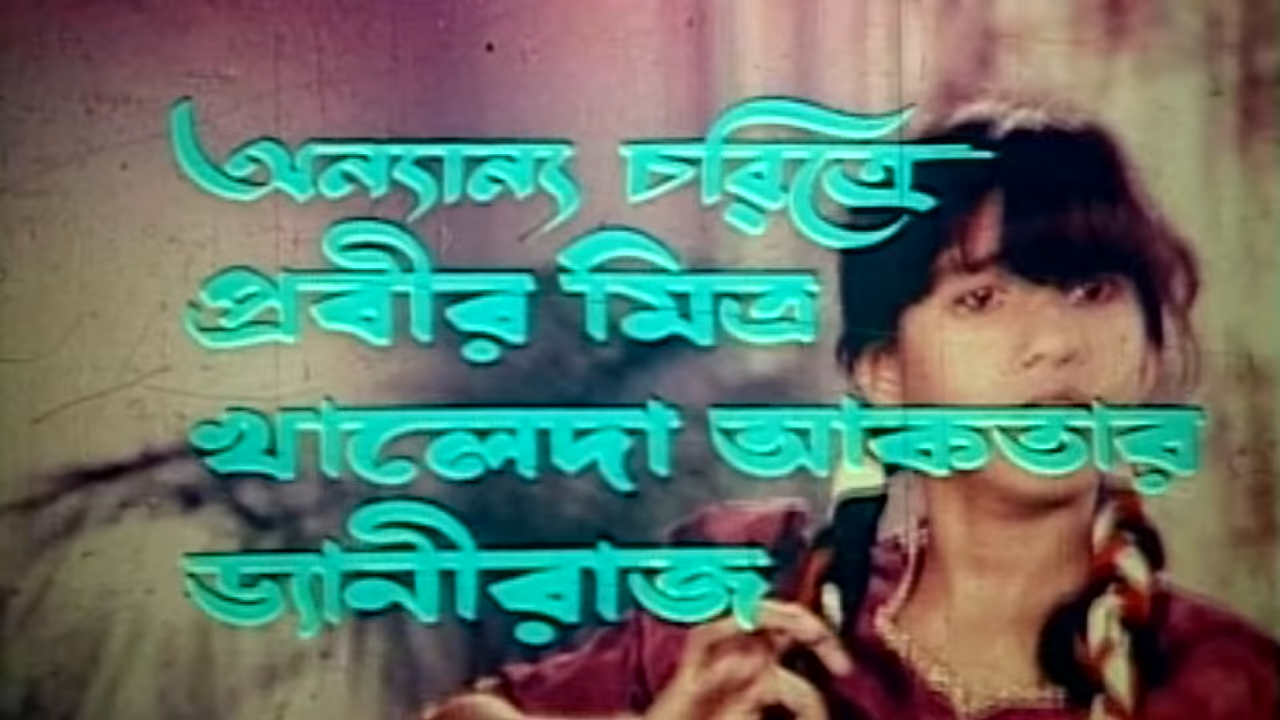 অন্যান্য চরিত্রে
প্রবীর মিত্র
খালেদা আকতার
ড্যানীরাজ